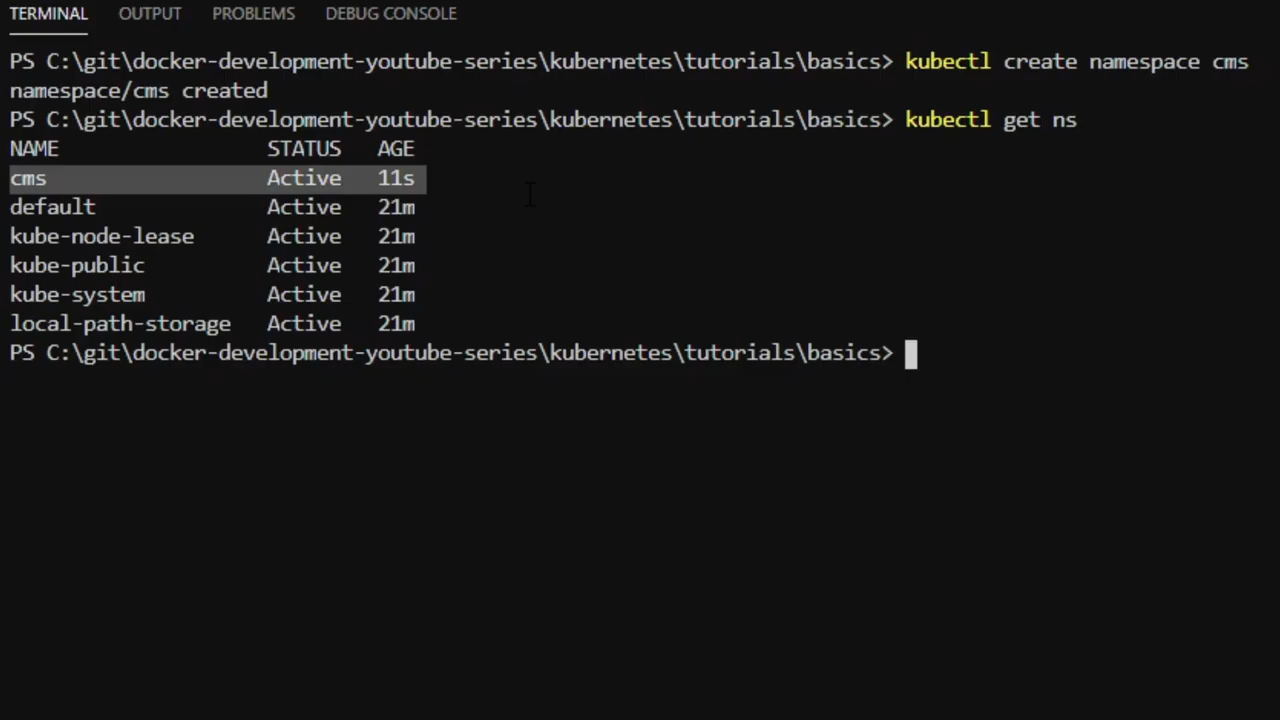 TERMINAL OUTPUT PROBLEMS DEBUG CONSOLE
PS C:\git\docker-development-youtube-series\kubernetes\tutorials\basics> kubectl create namespace cms
namespace/cms created
PS C:\git\docker-development-youtube-series\kubernetes\tutorials\basics> kubectl get ns
NAME STATUS AGE
cms Active 11s
default Active 21m
kube-node-lease Active 21m
kube-public Active 21m
kube-system Active 21m
local-path-storage Active 21m
PS C:\git\docker-development-youtube-series\kubernetes\tutorials\basics>